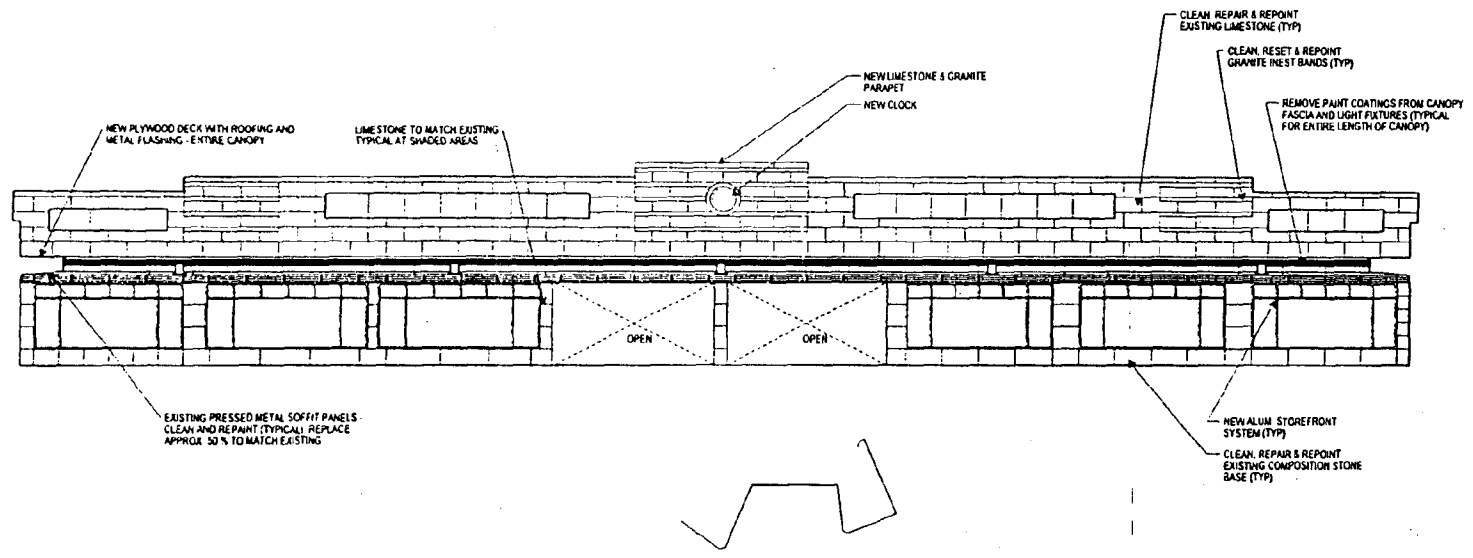 CLEAN, REPAIR & REPOINT
EXISTING LIMESTONE (TYP)
CLEAN, RESET & REPOINT
GRANITE INEST BANDS (TYP)
NEW LIMESTONE & GRANITE
PARAPET
NEW CLOCK
REMOVE PAINT COATINGS FROM CANOPY
FASCIA AND LIGHT FIXTURES (TYPICAL
FOR ENTIRE LENGTH OF CANOPY)
NEW PLYWOOD DECK WITH ROOFING AND
METAL FLASHING - ENTIRE CANOPY
LIMESTONE TO MATCH EXISTING
TYPICAL AT SHADED AREAS
OPEN
OPEN
EXISTING PRESSED METAL SOFFIT PANELS -
CLEAN AND REPAINT (TYPICAL) REPLACE
APPROX 50 % TO MATCH EXISTING
NEW ALUM STOREFRONT
SYSTEM (TYP)
CLEAN, REPAIR & REPOINT
EXISTING COMPOSITION STONE
BASE (TYP)